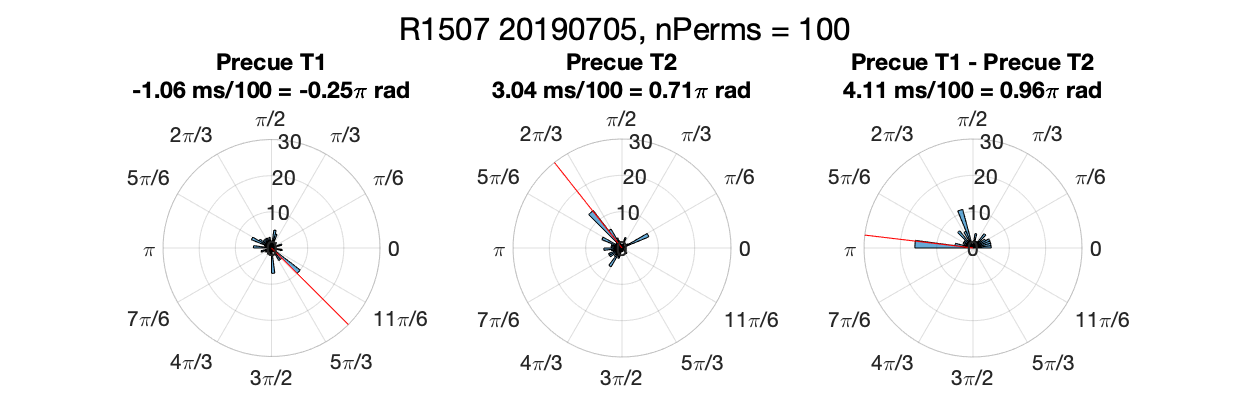 R1507 20190705, nPerms = 100
Precue T1
-1.06 ms/100 = -0.25π rad
π/2
2π/3
30
π/3
5π/6
20
π/6
10
π
0
0
7π/6
11π/6
4π/3
5π/3
3π/2
Precue T2
3.04 ms/100 = 0.71π rad
π/2
2π/3
30
π/3
5π/6
20
π/6
10
π
0
0
7π/6
11π/6
4π/3
5π/3
3π/2
Precue T1 - Precue T2
4.11 ms/100 = 0.96π rad
π/2
2π/3
30
π/3
5π/6
20
π/6
10
π
0
0
7π/6
11π/6
4π/3
5π/3
3π/2